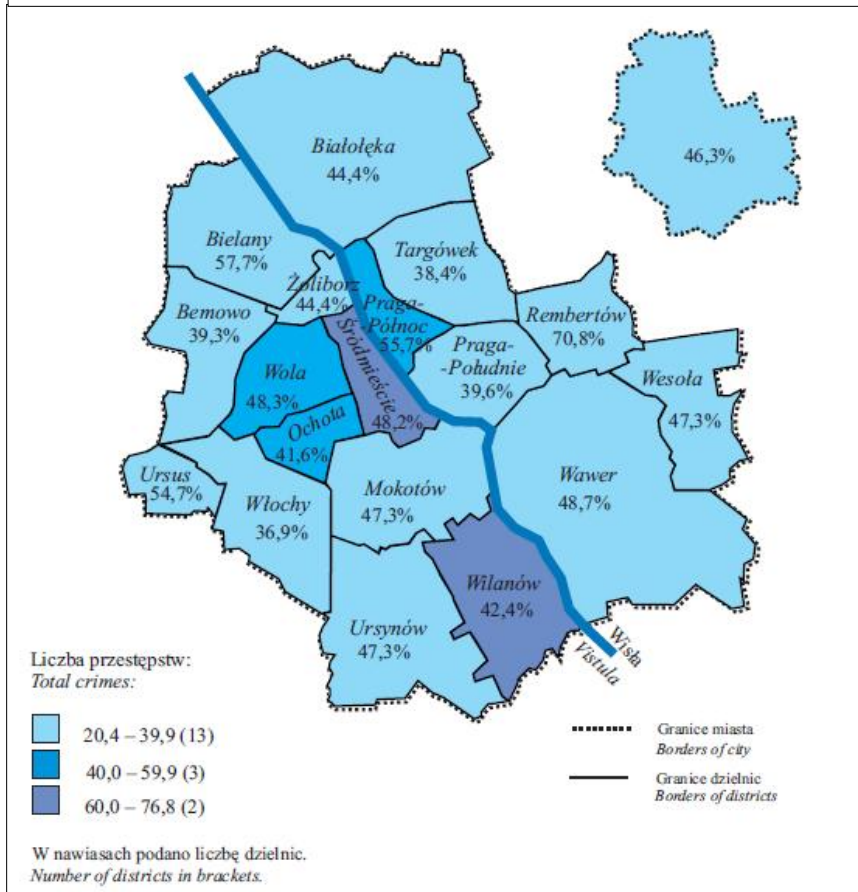 Białołęka
44,4%
46,3%
Bielany
57,7%
Targówek
38,4%
Żoliborz
44,4%
Bemowo
39,3%
Praga-
-Północ
55,7%
Rembertów
70,8%
Śródmieście
48,2%
Praga-
-Południe
39,6%
Wola
48,3%
Wesoła
47,3%
Ochota
41,6%
Ursus
54,7%
Włochy
36,9%
Mokotów
47,3%
Wawer
48,7%
Wilanów
42,4%
Ursynów
47,3%
Wisła
Vistula
Liczba przestępstw:
Total crimes:
20,4 – 39,9 (13)
40,0 – 59,9 (3)
60,0 – 76,8 (2)
Granice miasta
Borders of city
Granice dzielnic
Borders of districts
W nawiasach podano liczbę dzielnic.
Number of districts in brackets.